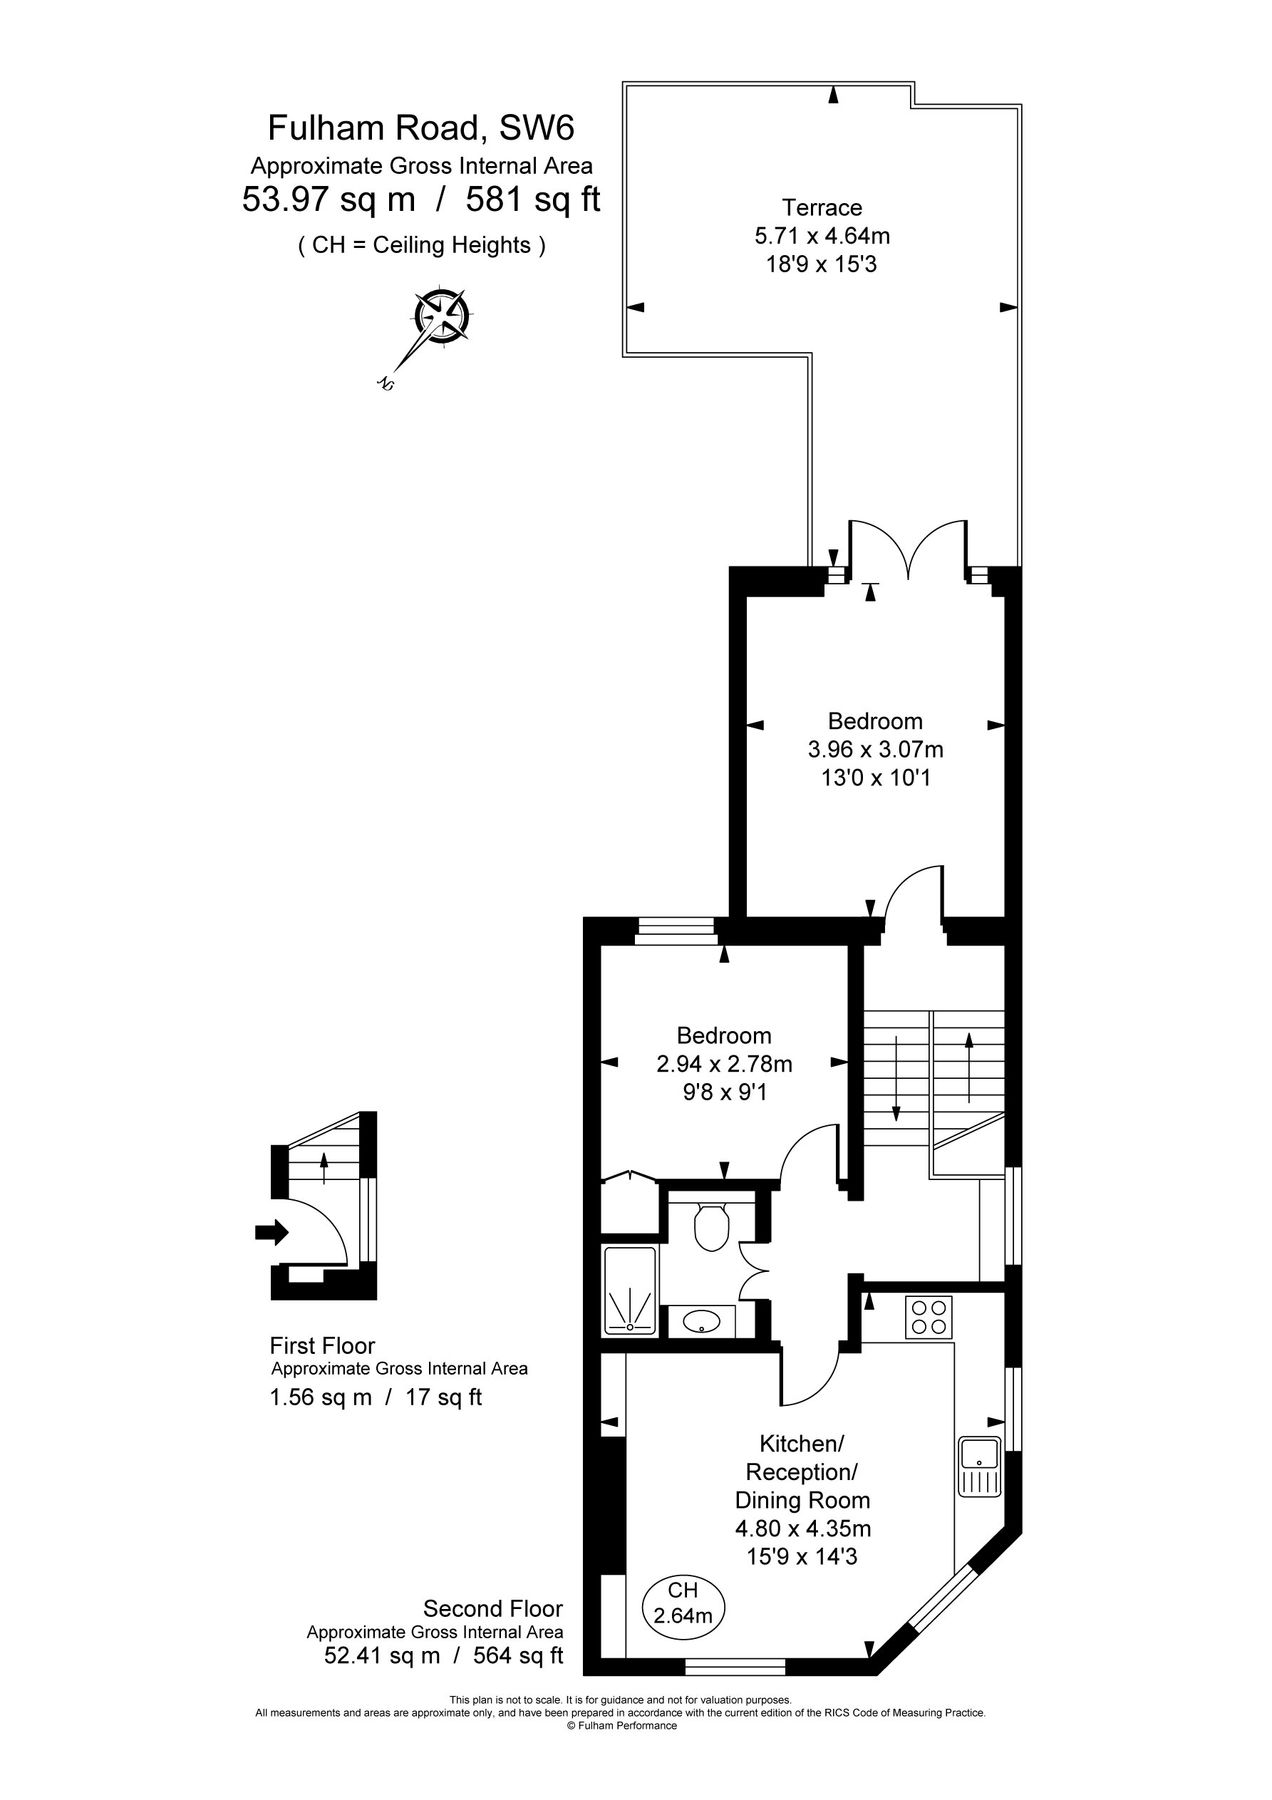 Fulham Road, SW6
Approximate Gross Internal Area
53.97 sq m / 581 sq ft
( CH = Ceiling Heights )
N
Terrace
5.71 x 4.64m
18'9 x 15'3
Bedroom
3.96 x 3.07m
13'0 x 10'1
Bedroom
2.94 x 2.78m
9'8 x 9'1
First Floor
Approximate Gross Internal Area
1.56 sq m / 17 sq ft
Kitchen/
Reception/
Dining Room
4.80 x 4.35m
15'9 x 14'3
CH
2.64m
Second Floor
Approximate Gross Internal Area
52.41 sq m / 564 sq ft
This plan is not to scale. It is for guidance and not for valuation purposes.
All measurements and areas are approximate only, and have been prepared in accordance with the current edition of the RICS Code of Measuring Practice.
© Fulham Performance